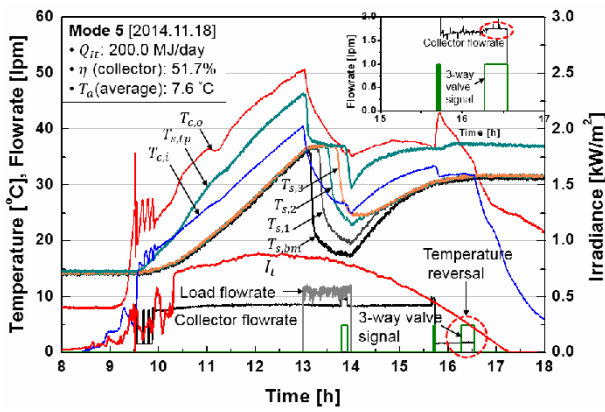 Mode 5 [2014.11.18]
• Q_it: 200.0 MJ/day
• η (collector): 51.7%
• T_a(average): 7.6 °C
Temperature [°C], Flowrate [lpm]
60
50
40
30
20
10
0
T_c,o
T_s,tp
T_c,i
T_s,3
T_s,2
T_s,1
T_s,bm
I_t
Load flowrate
Collector flowrate
3-way valve
signal
Temperature
reversal
8 9 10 11 12 13 14 15 16 17 18
Time [h]
3.0
2.5
2.0
1.5
1.0
0.5
0.0
Irradiance [kW/m²]
Flowrate [lpm]
2.0
1.5
1.0
0.5
0.0
Collector flowrate
3-way valve
signal
15 16 17
Time [h]